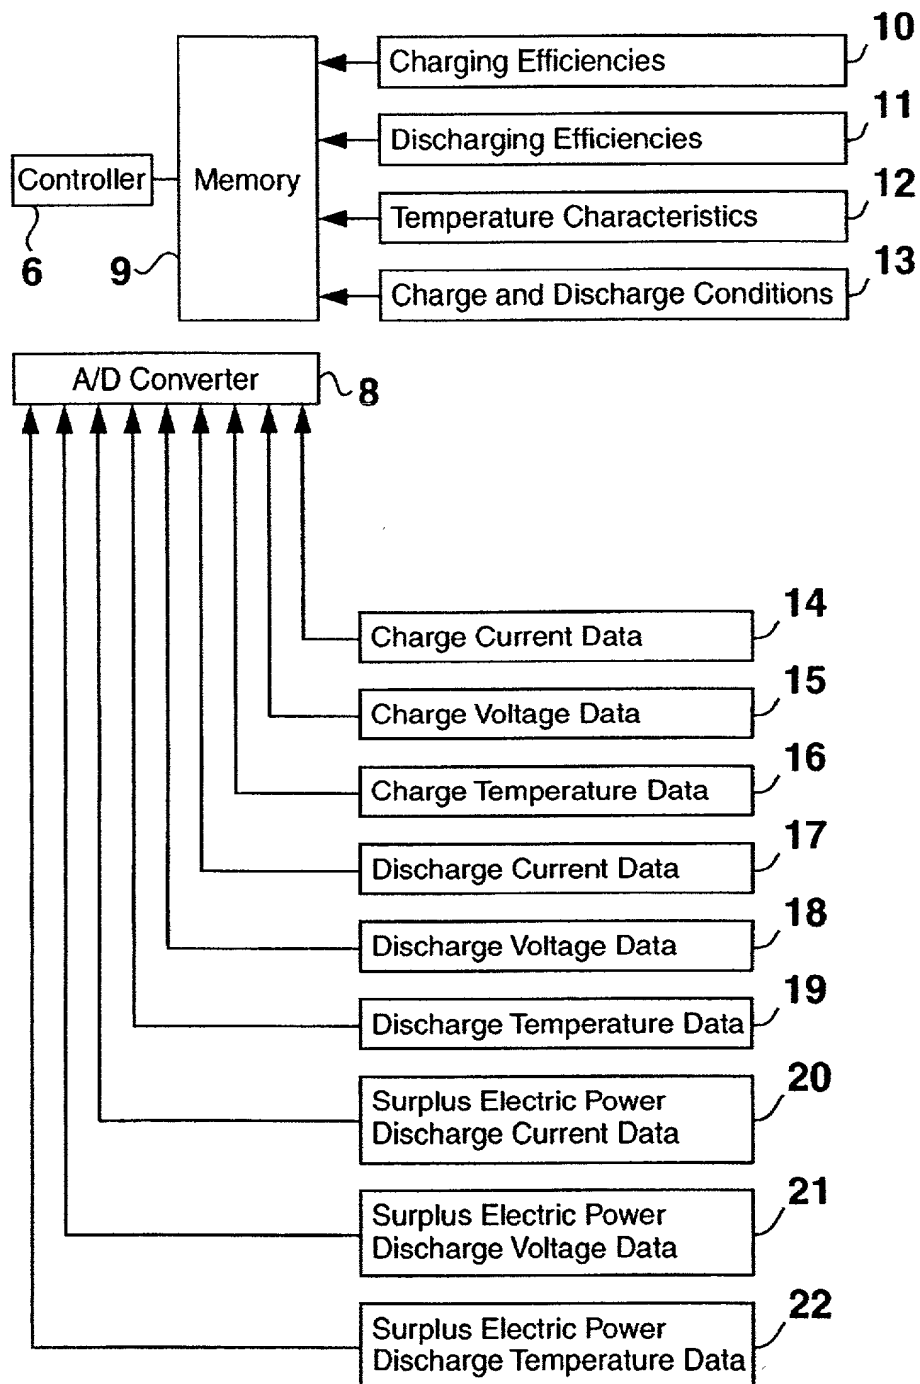 10
Charging Efficiencies
11
Discharging Efficiencies
Controller
Memory
12
Temperature Characteristics
6
9
13
Charge and Discharge Conditions
A/D Converter
8
14
Charge Current Data
15
Charge Voltage Data
16
Charge Temperature Data
17
Discharge Current Data
18
Discharge Voltage Data
19
Discharge Temperature Data
20
Surplus Electric Power
Discharge Current Data
21
Surplus Electric Power
Discharge Voltage Data
22
Surplus Electric Power
Discharge Temperature Data